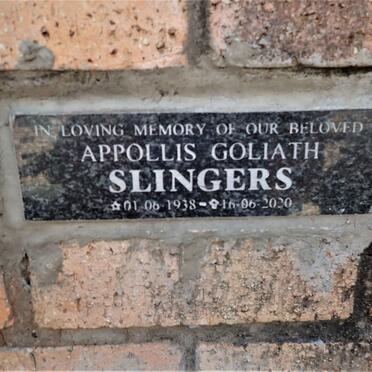 IN LOVING MEMORY OF OUR BELOVED
APPOLLIS GOLIATH
SLINGERS
☆ 01-06-1938 - ✞ 16-06-2020